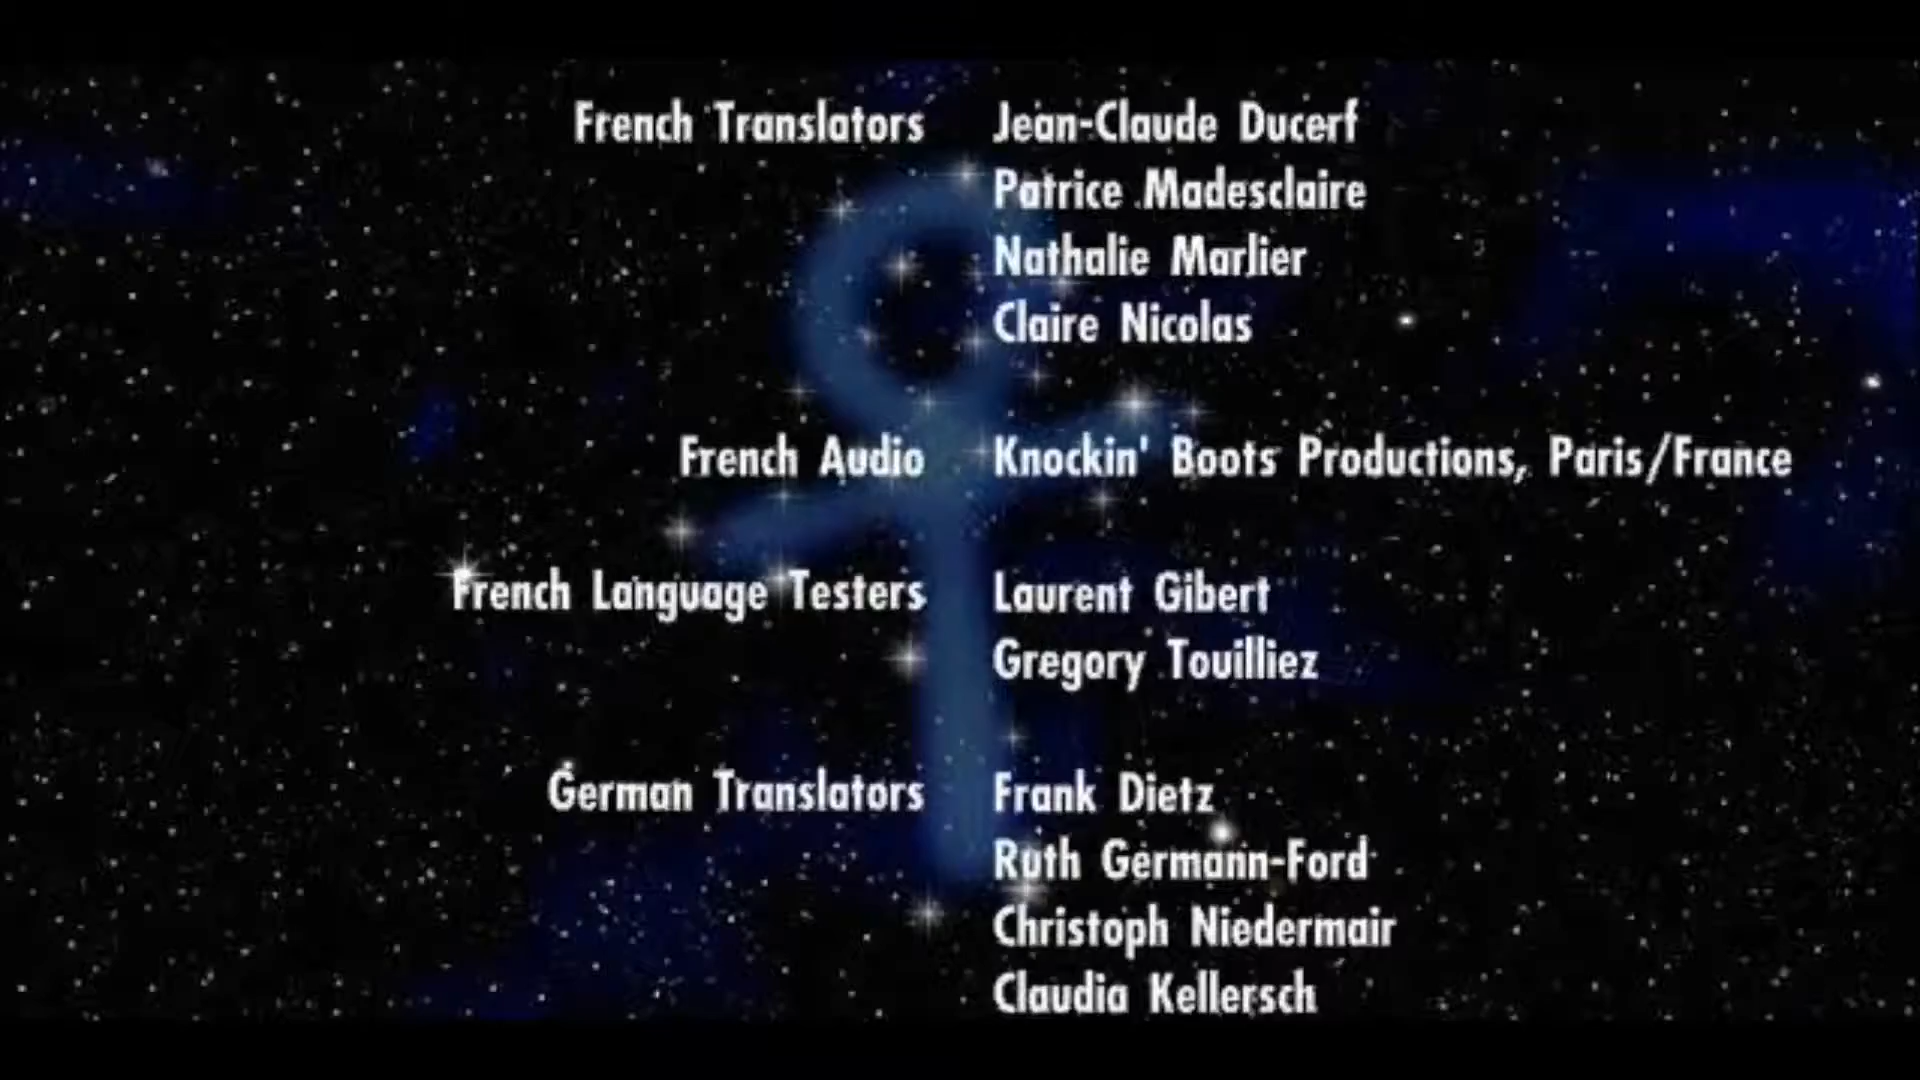 French Translators Jean-Claude Ducerf
Patrice Madesclaire
Nathalie Marlier
Claire Nicolas
French Audio Knockin' Boots Productions, Paris/France
French Language Testers Laurent Gibert
Gregory Touilliez
German Translators Frank Dietz
Ruth Germann-Ford
Christoph Niedermair
Claudia Kellersch